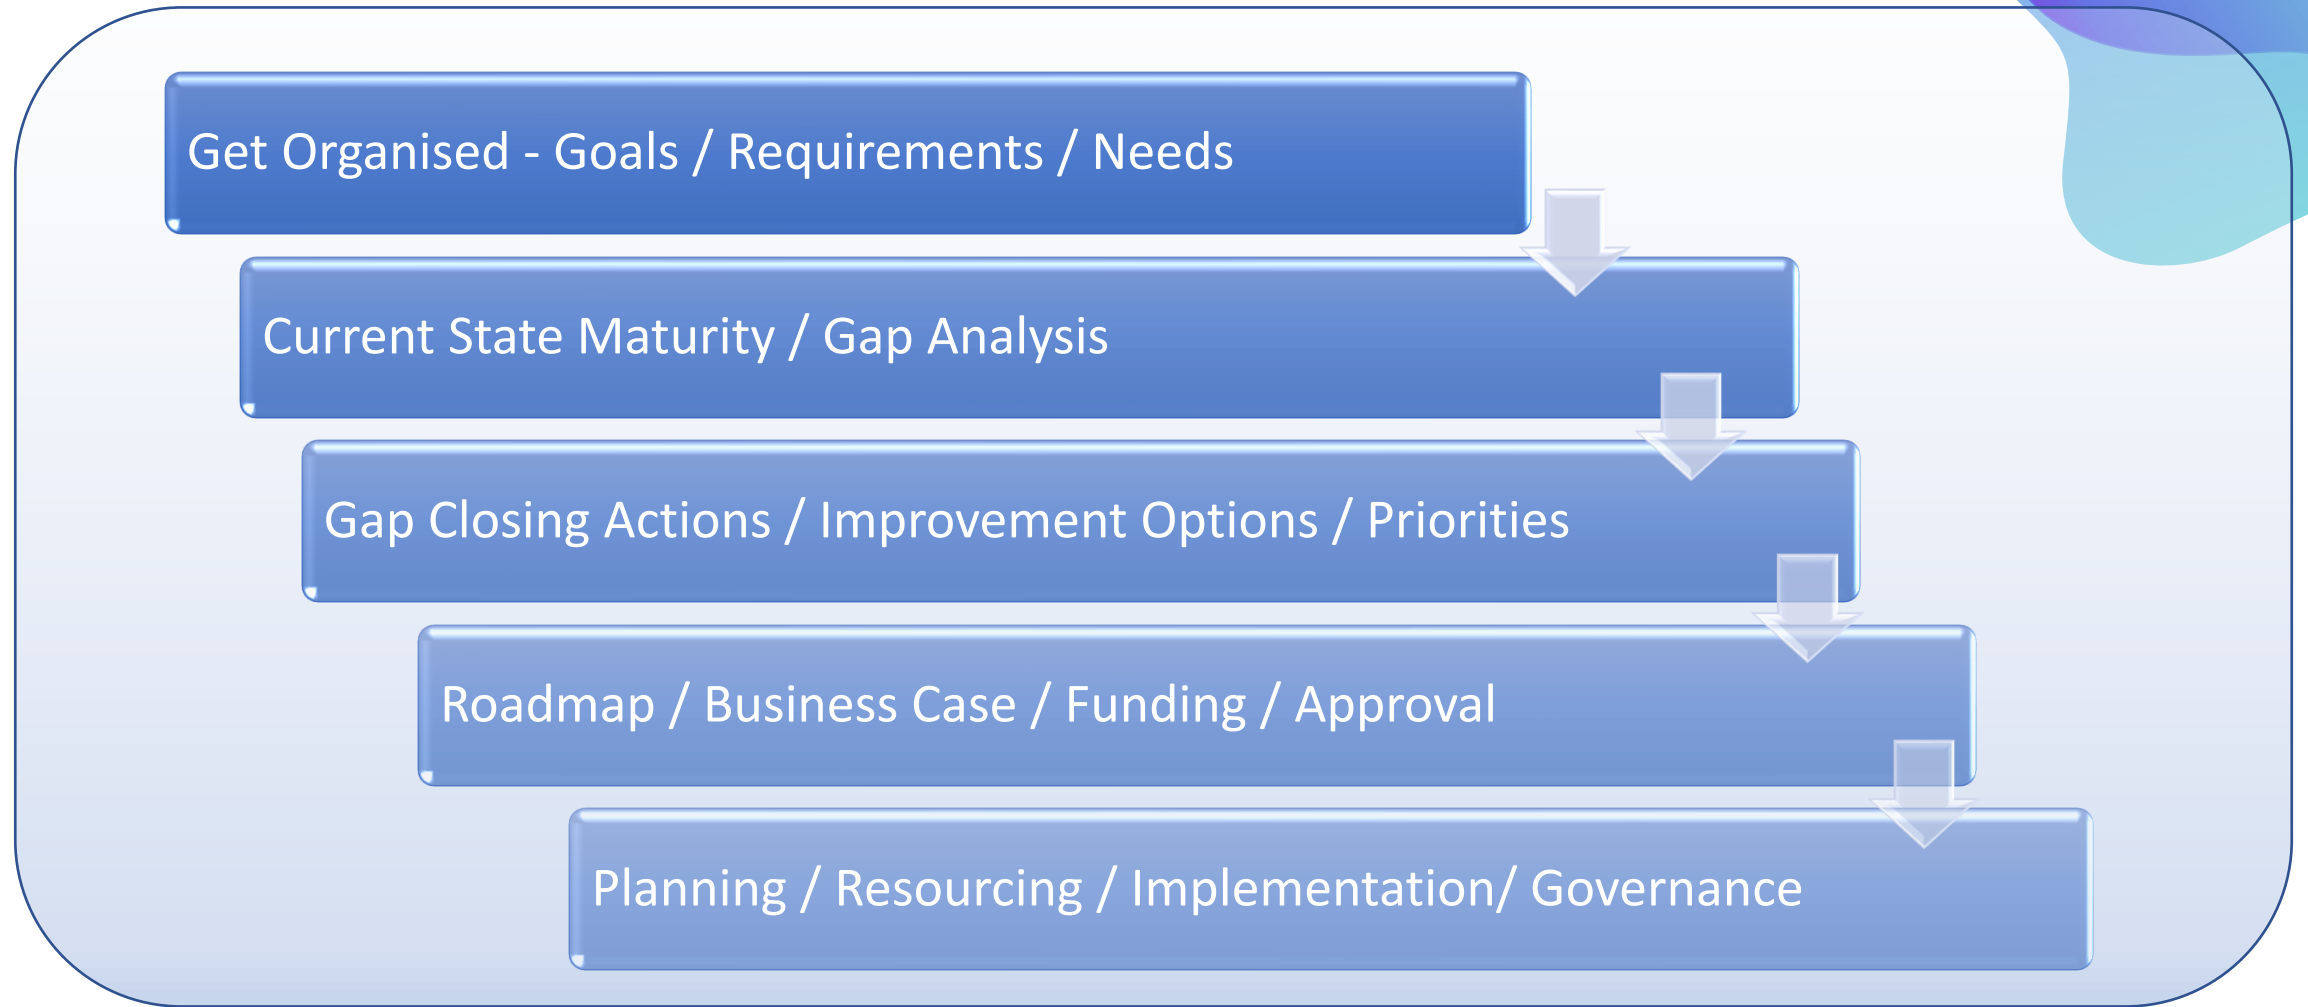 Get Organised - Goals / Requirements / Needs
Current State Maturity / Gap Analysis
Gap Closing Actions / Improvement Options / Priorities
Roadmap / Business Case / Funding / Approval
Planning / Resourcing / Implementation/ Governance